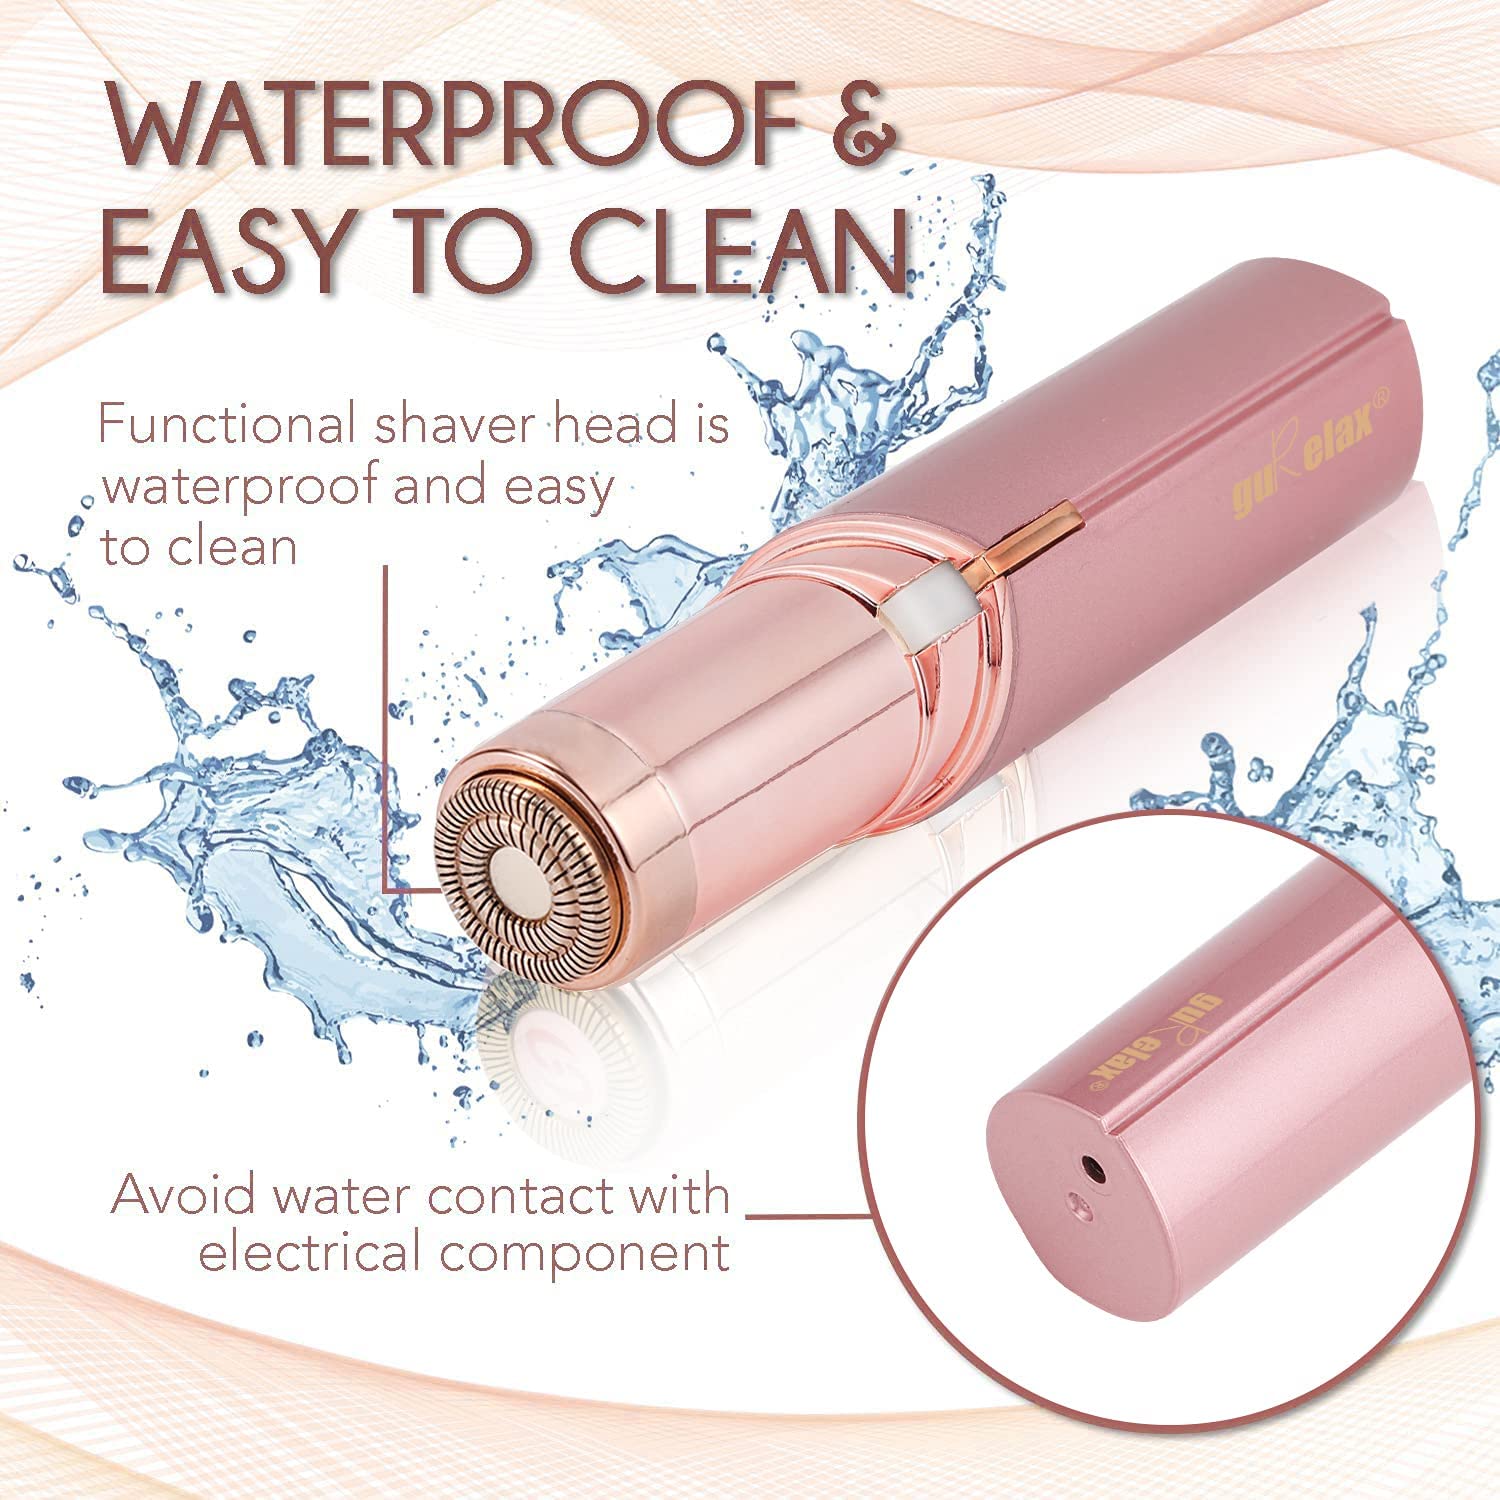 WATERPROOF &
EASY TO CLEAN
Functional shaver head is
waterproof and easy
to clean
guRelax®
guRelax®
Avoid water contact with
electrical component